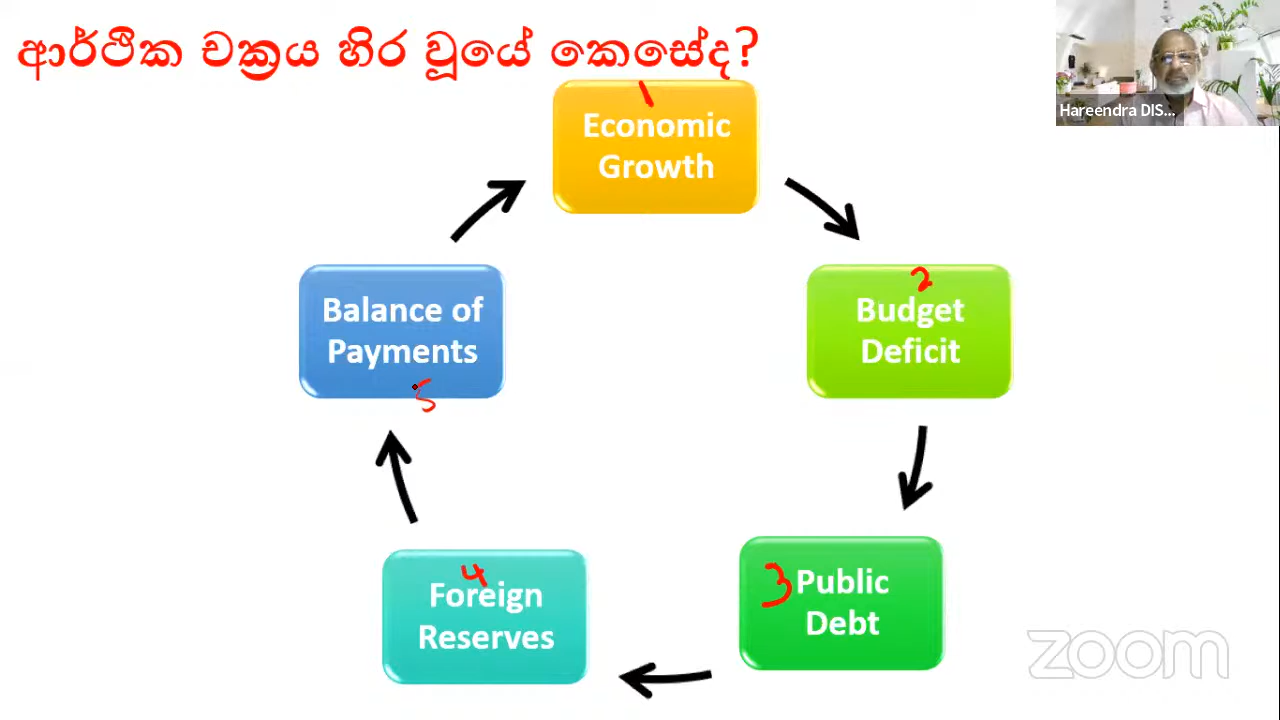 ආර්ථික චක්‍රය හිර වූයේ කෙසේද?
Hareendra DIS...
1
Economic
Growth
2
Budget
Deficit
3
Public
Debt
4
Foreign
Reserves
Balance of
Payments
5
zoom